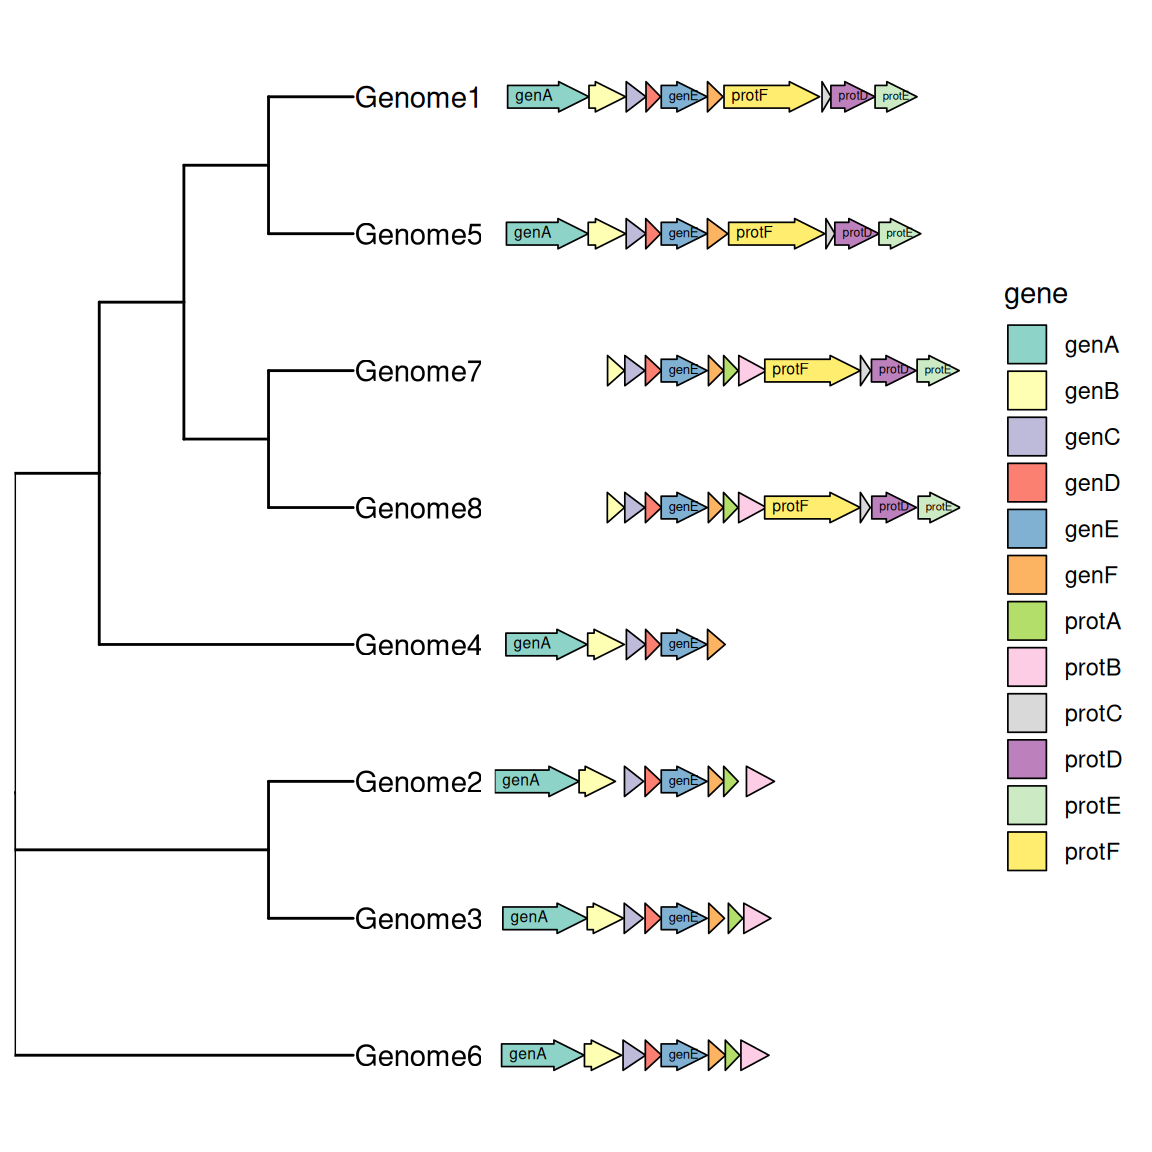 Genome1 genA genE protF protD protE
Genome5 genA genE protF protD protE
gene
genA
Genome7 genE protF protD protE
genB
genC
genD
Genome8 genE protF protD protE
genE
genF
protA
Genome4 genA genE
protB
protC
protD
Genome2 genA genE
protE
protF
Genome3 genA genE
Genome6 genA genE